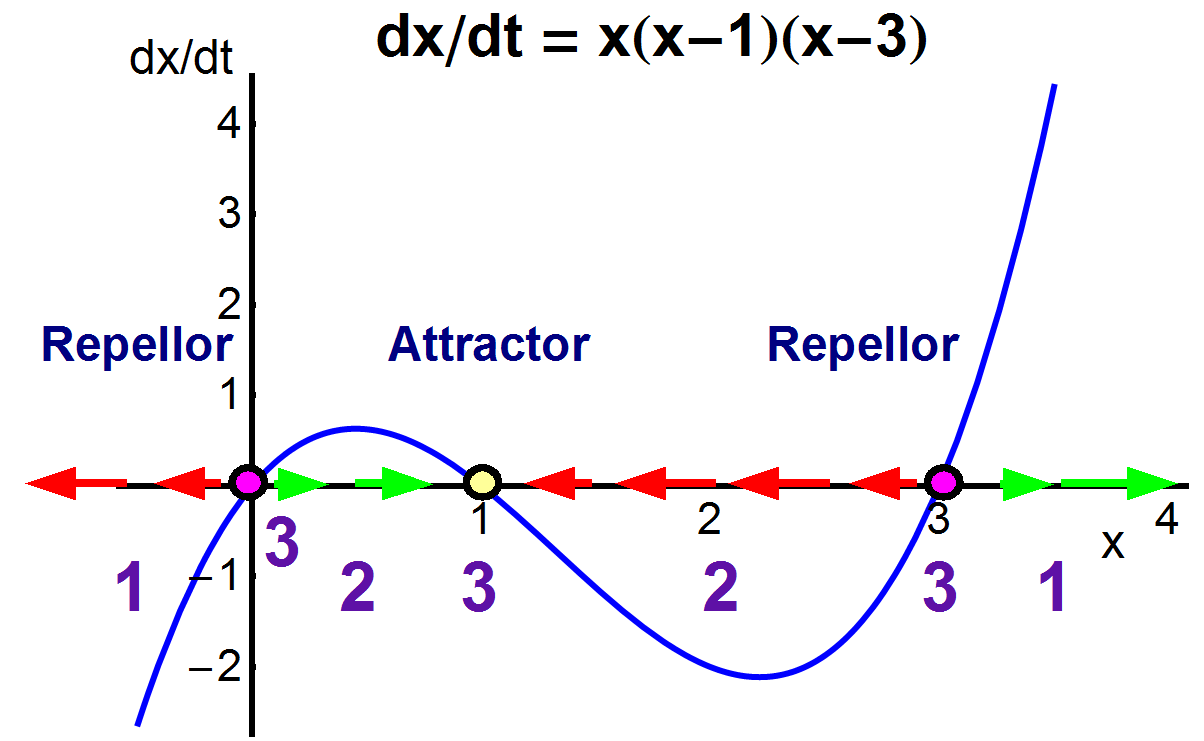 dx/dt = x(x−1)(x−3)
dx/dt
4
3
2
Repellor Attractor Repellor
1
1 2 3 4
3 x
−1
1 2 3 2 3 1
−2